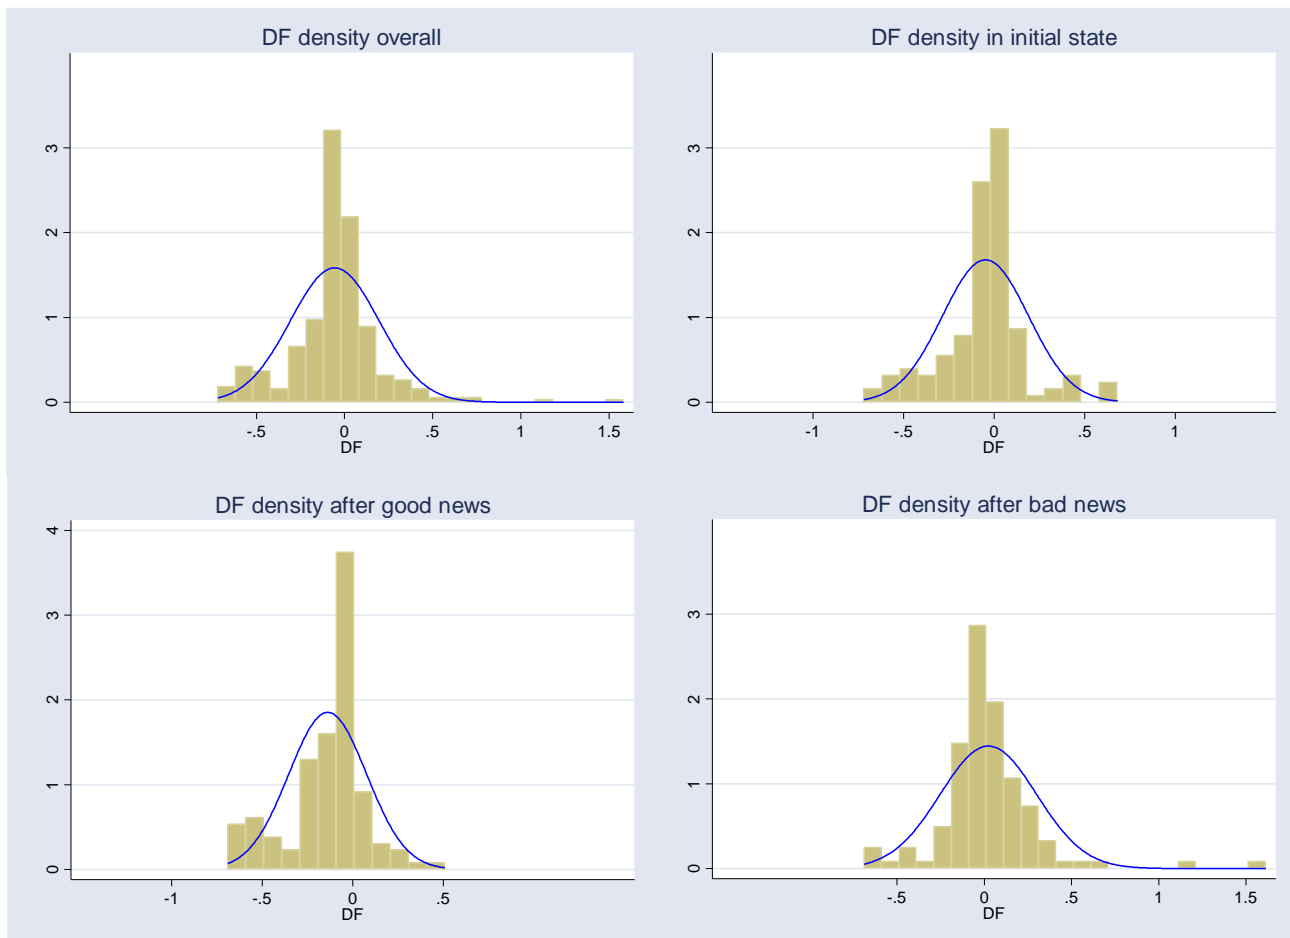 DF density overall
3
2
1
0
-.5 0 .5 1 1.5
DF
DF density in initial state
3
2
1
0
-1 -.5 0 .5 1
DF
DF density after good news
4
3
2
1
0
-1 -.5 0 .5
DF
DF density after bad news
3
2
1
0
-.5 0 .5 1 1.5
DF